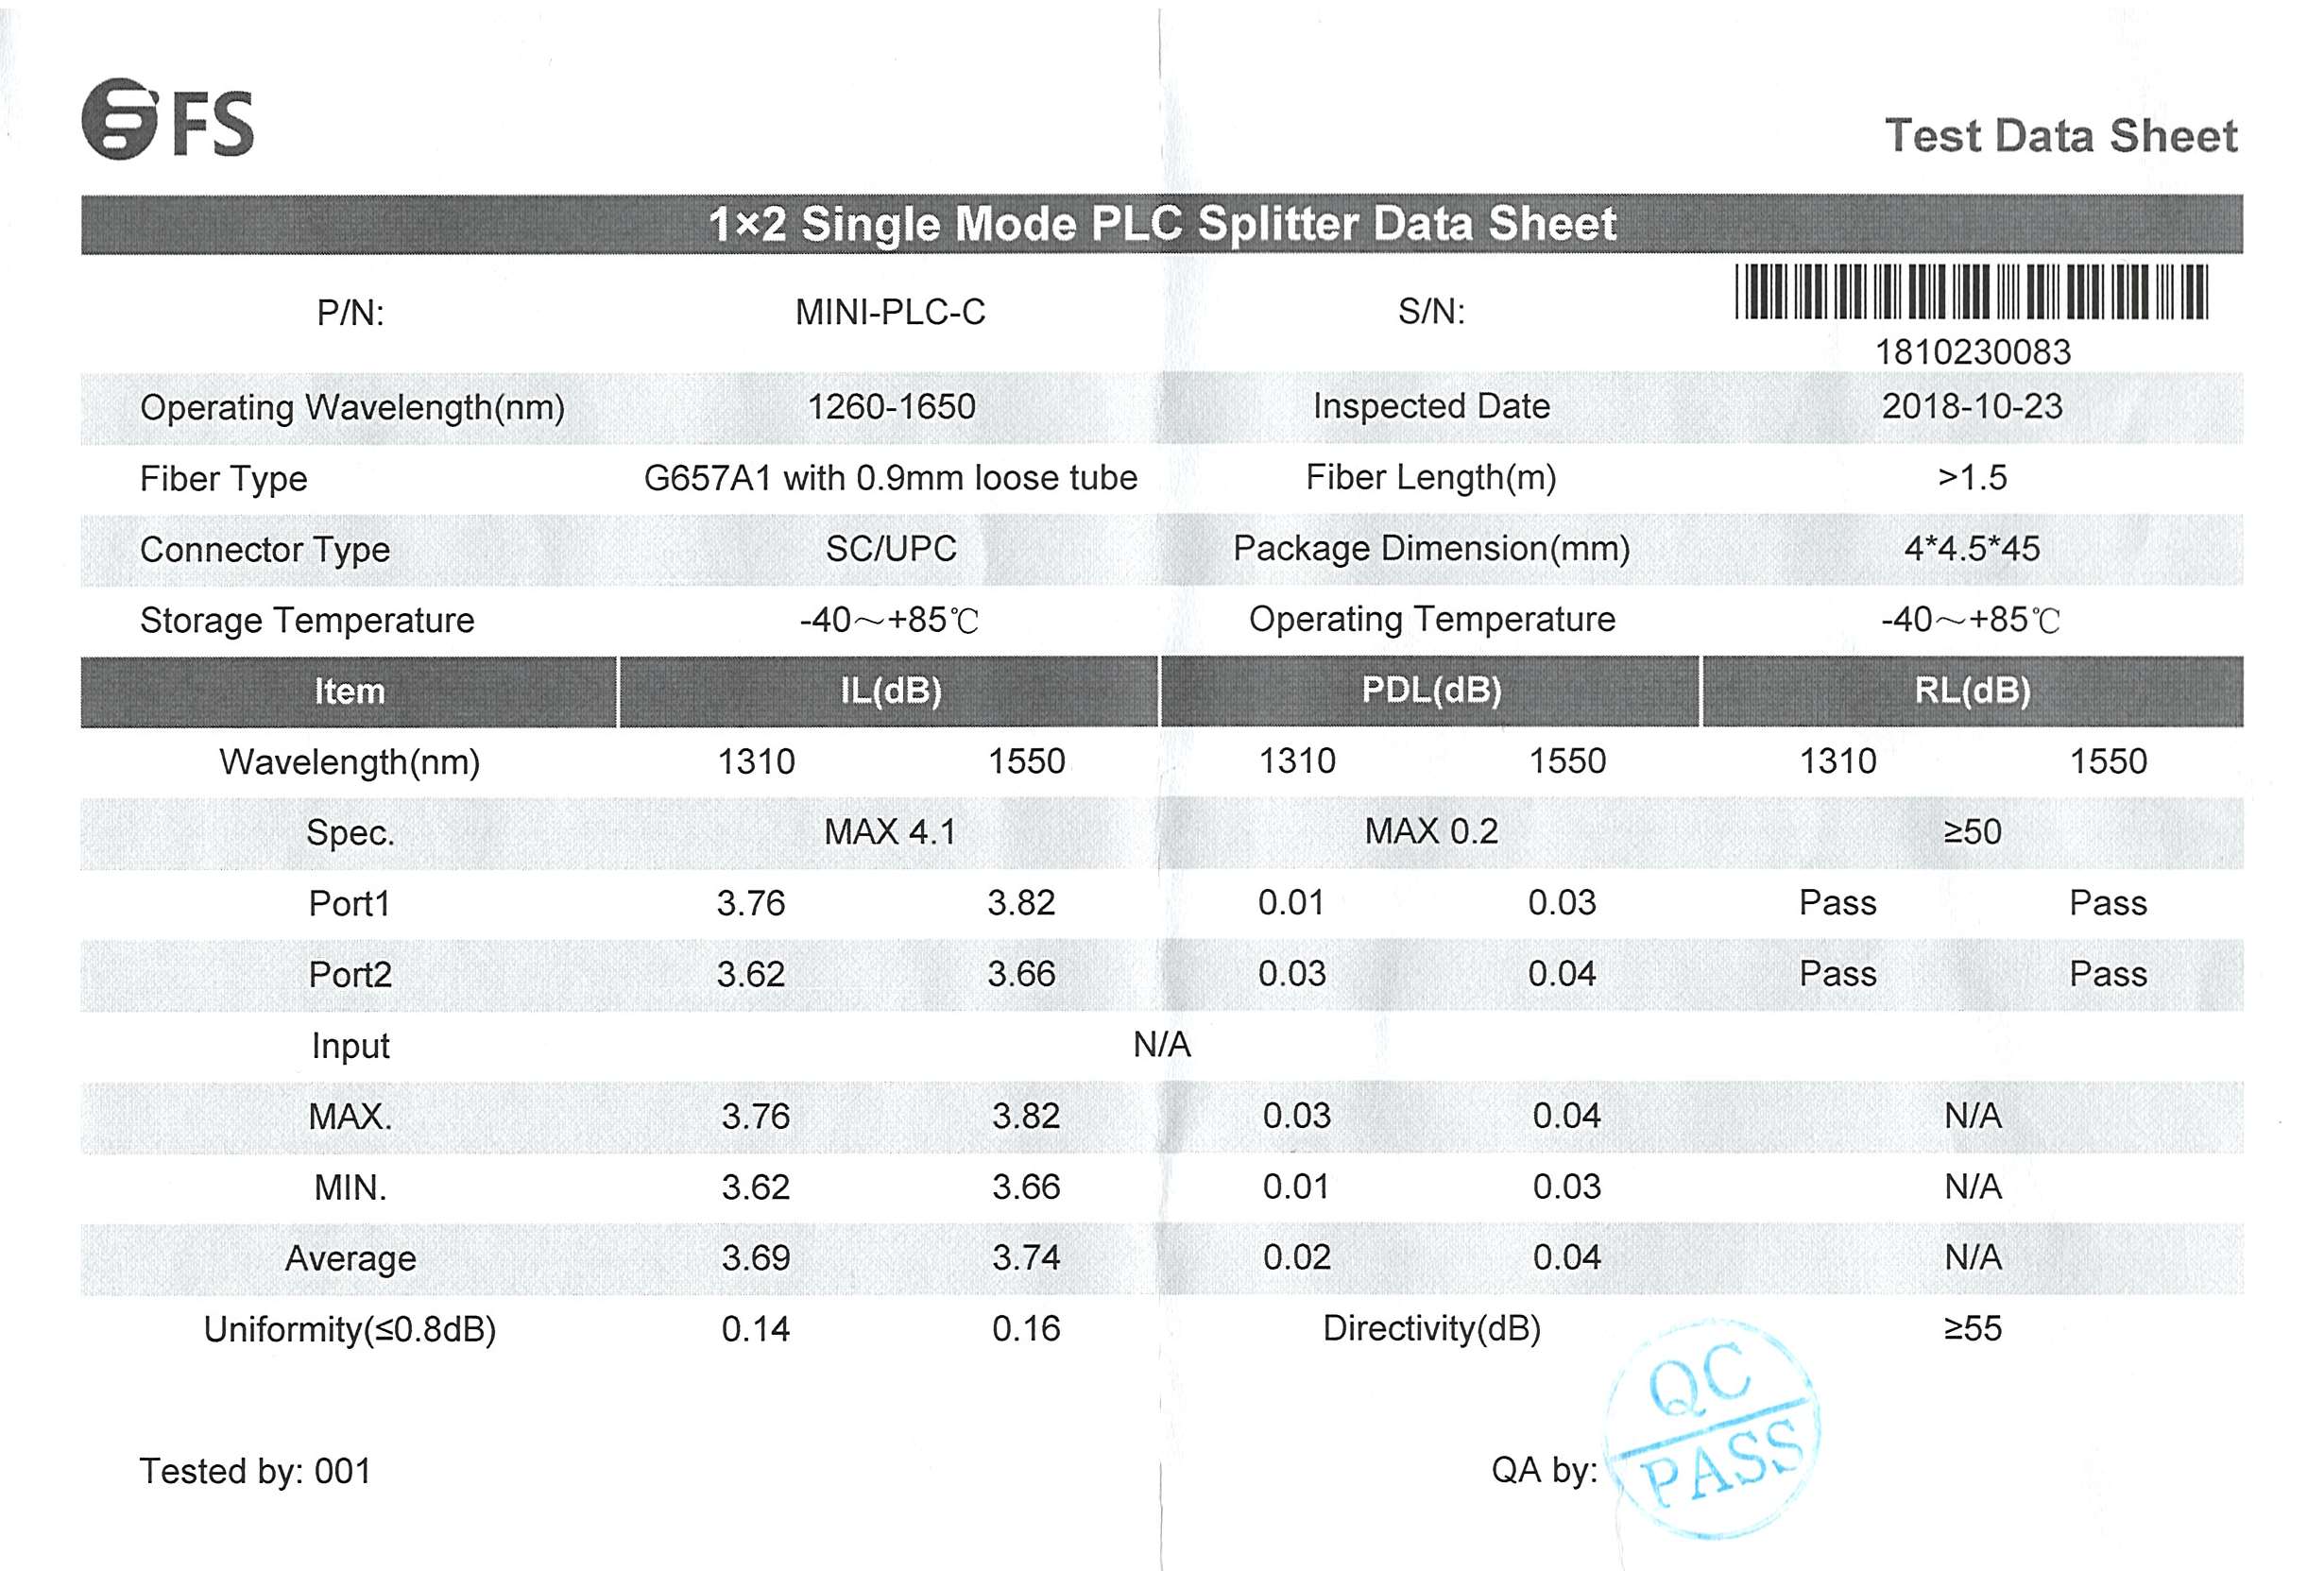 FS
Test Data Sheet
1×2 Single Mode PLC Splitter Data Sheet
P/N: MINI-PLC-C S/N:
1810230083
Operating Wavelength(nm) 1260-1650 Inspected Date 2018-10-23
Fiber Type G657A1 with 0.9mm loose tube Fiber Length(m) >1.5
Connector Type SC/UPC Package Dimension(mm) 4*4.5*45
Storage Temperature -40～+85℃ Operating Temperature -40～+85℃
Item IL(dB) PDL(dB) RL(dB)
Wavelength(nm) 1310 1550 1310 1550 1310 1550
Spec. MAX 4.1 MAX 0.2 ≥50
Port1 3.76 3.82 0.01 0.03 Pass Pass
Port2 3.62 3.66 0.03 0.04 Pass Pass
Input N/A
MAX. 3.76 3.82 0.03 0.04 N/A
MIN. 3.62 3.66 0.01 0.03 N/A
Average 3.69 3.74 0.02 0.04 N/A
Uniformity(≤0.8dB) 0.14 0.16 Directivity(dB) ≥55
Tested by: 001 QA by:
QC
PASS